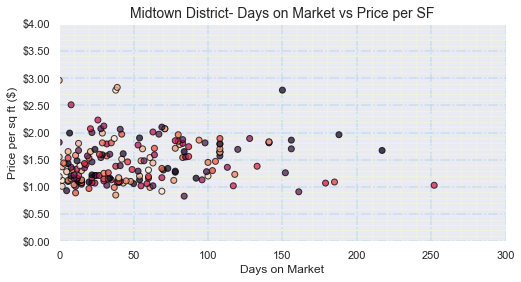 Midtown District- Days on Market vs Price per SF
$4.00
$3.50
$3.00
$2.50
$2.00
$1.50
$1.00
$0.50
$0.00
Price per sq ft ($)
0 50 100 150 200 250 300
Days on Market